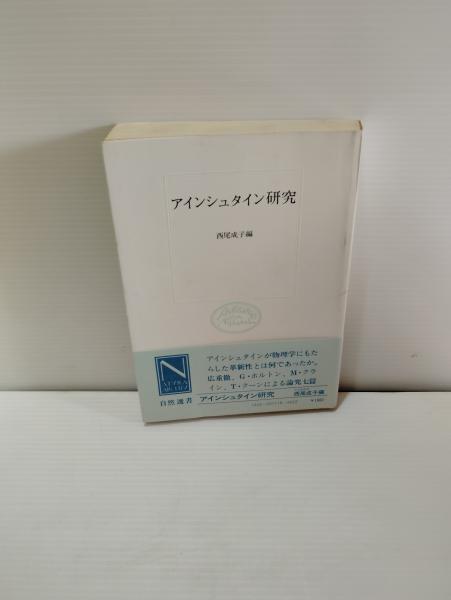 アインシュタイン研究
西尾成子編
アインシュタインが物理学にもた
らした革新性とは何であったか。
広重徹、G・ホルトン、M・クラ
イン、T・クーンによる論究七篇
自然選書
アインシュタイン研究
西尾成子編